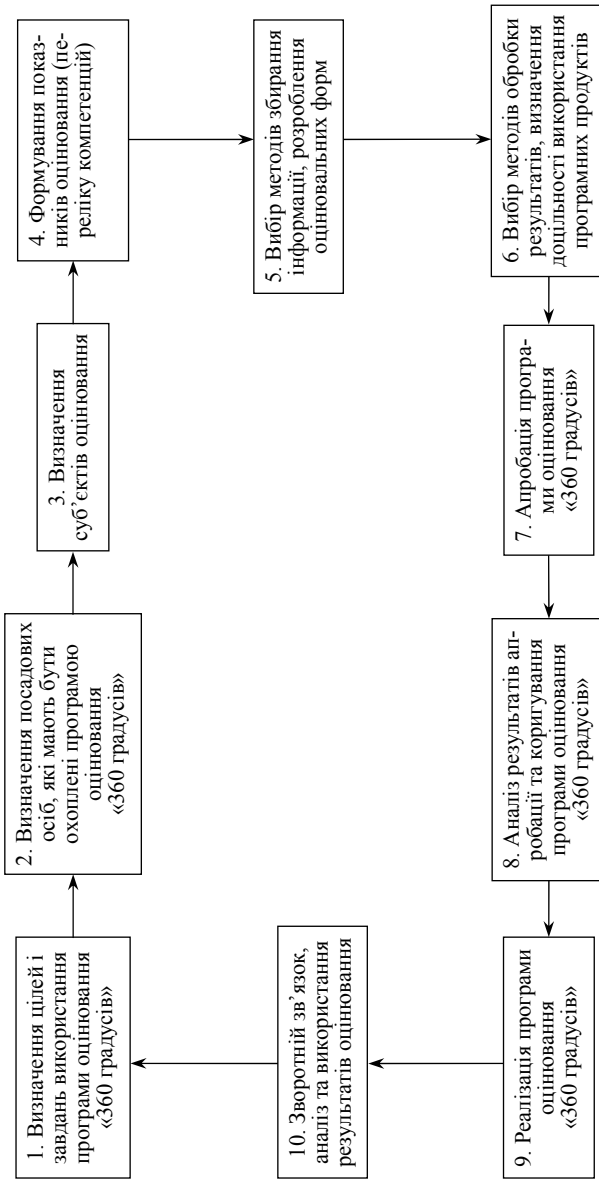 1. Визначення цілей і
завдань використання
програми оцінювання
«360 градусів»
2. Визначення посадових
осіб, які мають бути
охоплені програмою
оцінювання
«360 градусів»
3. Визначення
суб’єктів оцінювання
4. Формування показ-
ників оцінювання (пе-
реліку компетенцій)
5. Вибір методів збирання
інформації, розроблення
оцінювальних форм
6. Вибір методів обробки
результатів, визначення
доцільності використання
програмних продуктів
7. Апробація програ-
ми оцінювання
«360 градусів»
8. Аналіз результатів ап-
робації та коригування
програми оцінювання
«360 градусів»
9. Реалізація програми
оцінювання
«360 градусів»
10. Зворотній зв’язок,
аналіз та використання
результатів оцінювання